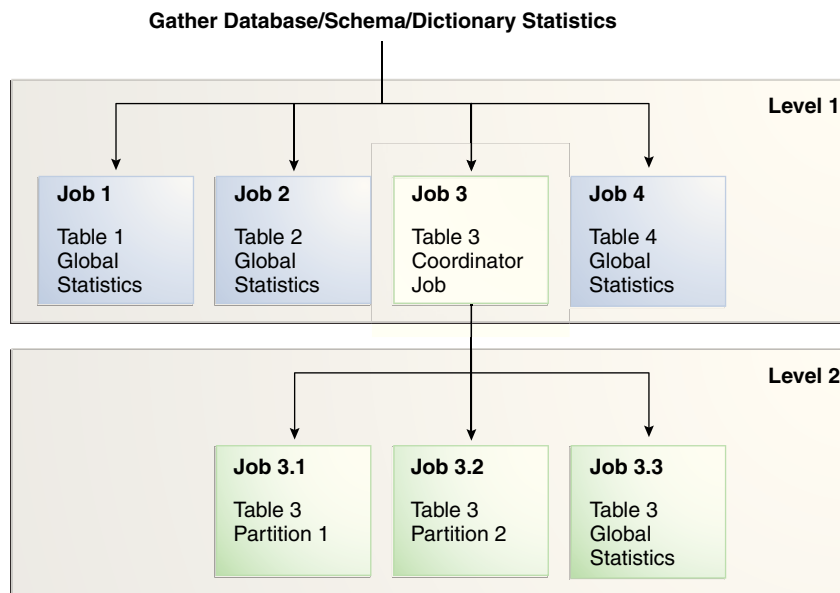 Gather Database/Schema/Dictionary Statistics
Level 1
Job 1
Table 1
Global
Statistics
Job 2
Table 2
Global
Statistics
Job 3
Table 3
Coordinator
Job
Job 4
Table 4
Global
Statistics
Level 2
Job 3.1
Table 3
Partition 1
Job 3.2
Table 3
Partition 2
Job 3.3
Table 3
Global
Statistics